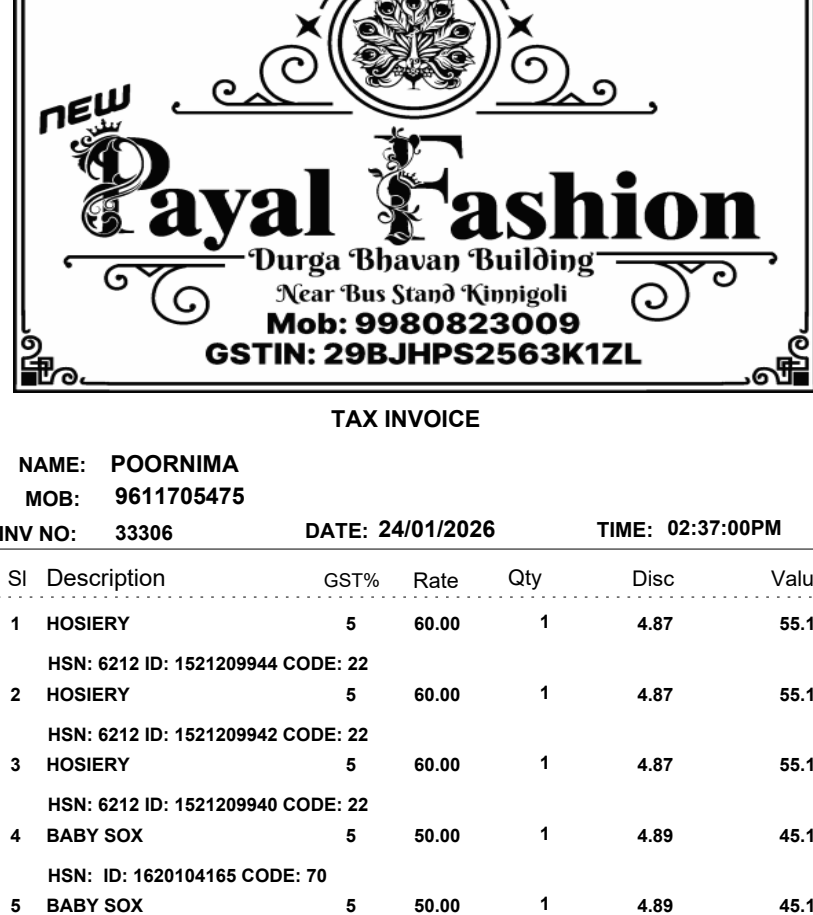 NEW
Payal Fashion
Durga Bhavan Building
Near Bus Stand Kinnigoli
Mob: 9980823009
GSTIN: 29BJHPS2563K1ZL
TAX INVOICE
NAME: POORNIMA
MOB: 9611705475
INV NO: 33306 DATE: 24/01/2026 TIME: 02:37:00PM
Sl Description GST% Rate Qty Disc Valu
1 HOSIERY 5 60.00 1 4.87 55.1
HSN: 6212 ID: 1521209944 CODE: 22
2 HOSIERY 5 60.00 1 4.87 55.1
HSN: 6212 ID: 1521209942 CODE: 22
3 HOSIERY 5 60.00 1 4.87 55.1
HSN: 6212 ID: 1521209940 CODE: 22
4 BABY SOX 5 50.00 1 4.89 45.1
HSN: ID: 1620104165 CODE: 70
5 BABY SOX 5 50.00 1 4.89 45.1